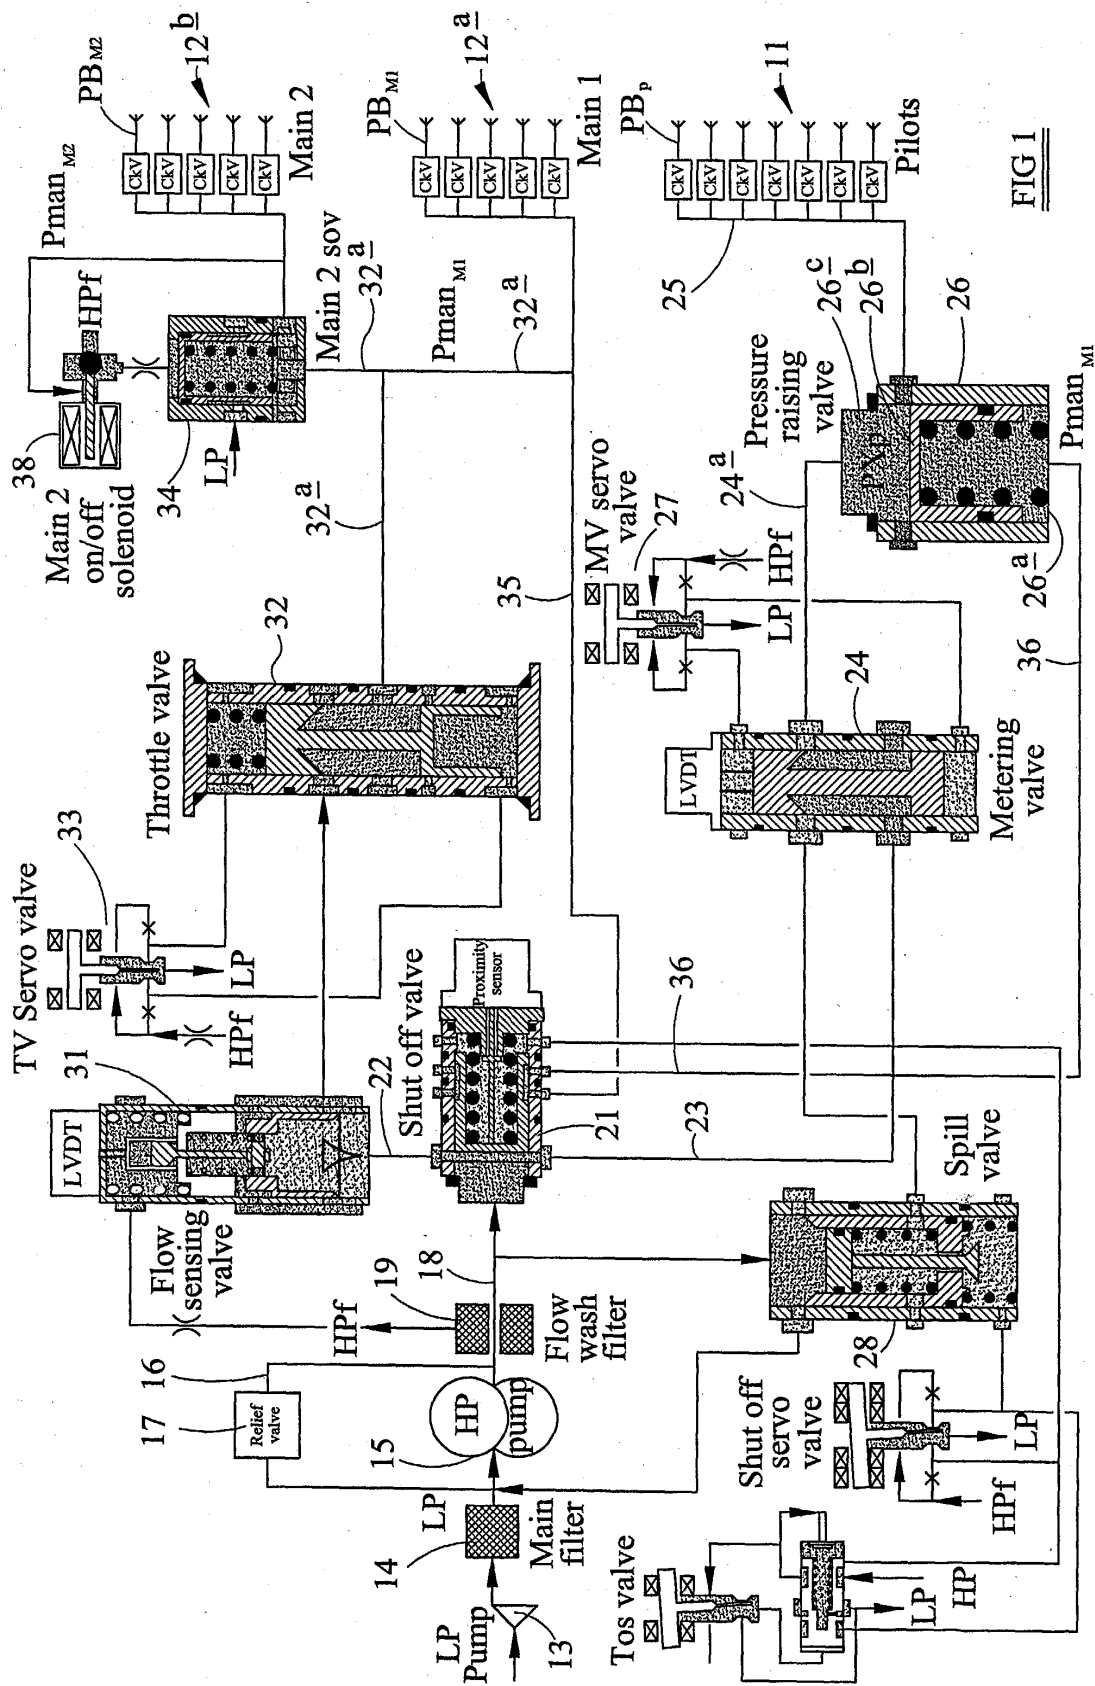 FIG 1
LP
Pump
13
14
Main
filter
LP
15
HP
pump
16
17
Relief
valve
18
19
Flow
wash
filter
HPf
Flow
sensing
valve
LVDT
31
22
Shut off valve
Proximity
sensor
21
23
36
TV Servo valve
33
HPf
LP
Throttle valve
32
32a
35
Main 2
on/off
solenoid
38
HPf
34
LP
Main 2 sov
32a
PmanM1
32a
PmanM2
PBM2
12b
CkV
CkV
CkV
CkV
CkV
Main 2
PBM1
12a
CkV
CkV
CkV
CkV
CkV
Main 1
PBp
11
CkV
CkV
CkV
CkV
CkV
CkV
CkV
Pilots
25
MV servo
valve
27
HPf
LP
24a
Pressure
raising
valve
26c
26b
26
26a
PmanM1
36
LVDT
24
Metering
valve
Spill
valve
28
Shut off
servo
valve
LP
HPf
Tos valve
HP
LP